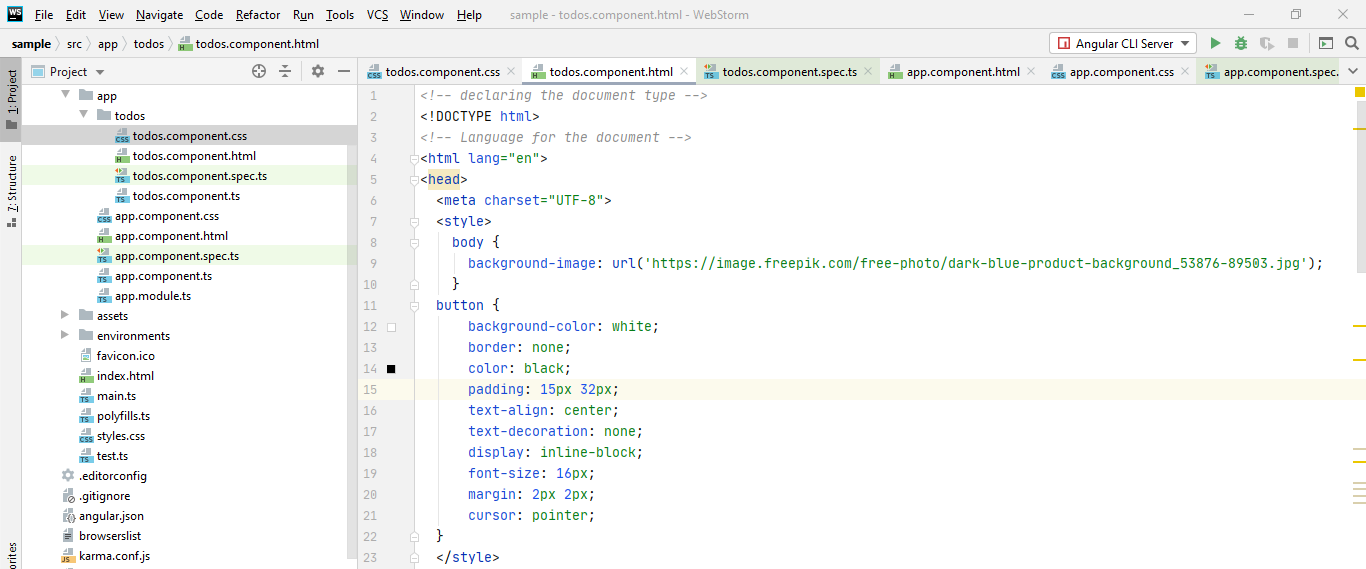 WS File Edit View Navigate Code Refactor Run Tools VCS Window Help sample - todos.component.html - WebStorm
sample src app todos todos.component.html Angular CLI Server
Project
todos.component.css todos.component.html todos.component.spec.ts app.component.html app.component.css app.component.spec.
1: Project
7: Structure
orites
app
todos
todos.component.css
todos.component.html
todos.component.spec.ts
todos.component.ts
app.component.css
app.component.html
app.component.spec.ts
app.component.ts
app.module.ts
assets
environments
favicon.ico
index.html
main.ts
polyfills.ts
styles.css
test.ts
.editorconfig
.gitignore
angular.json
browserslist
karma.conf.js
1 <!-- declaring the document type -->
2 <!DOCTYPE html>
3 <!-- Language for the document -->
4 <html lang="en">
5 <head>
6 <meta charset="UTF-8">
7 <style>
8 body {
9 background-image: url('https://image.freepik.com/free-photo/dark-blue-product-background_53876-89503.jpg');
10 }
11 button {
12 background-color: white;
13 border: none;
14 color: black;
15 padding: 15px 32px;
16 text-align: center;
17 text-decoration: none;
18 display: inline-block;
19 font-size: 16px;
20 margin: 2px 2px;
21 cursor: pointer;
22 }
23 </style>